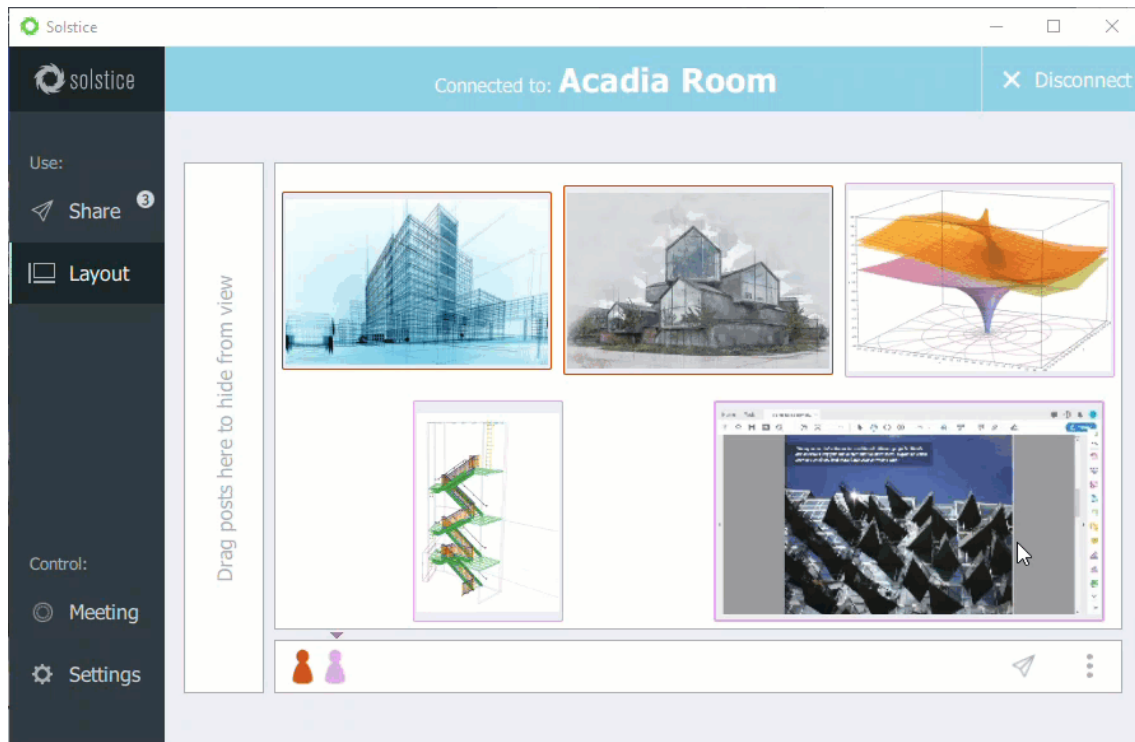 Solstice
solstice
Connected to: Acadia Room
Disconnect
Use:
Share 3
Layout
Drag posts here to hide from view
Control:
Meeting
Settings